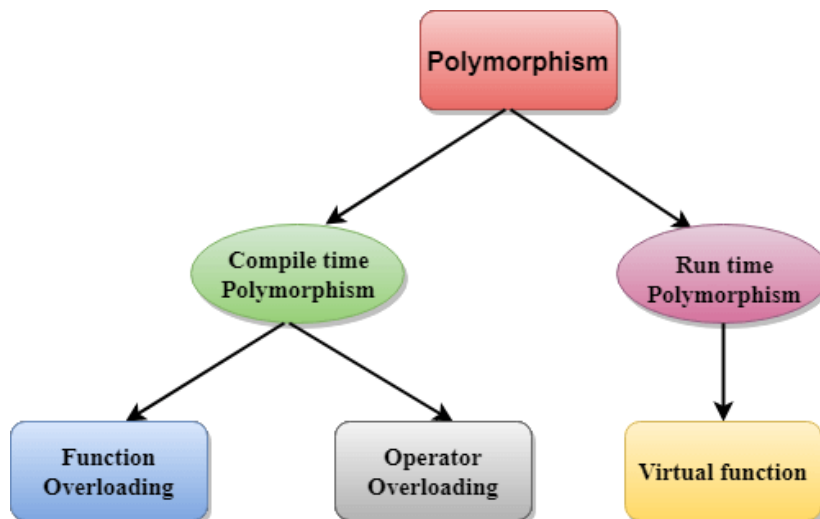 Polymorphism
Compile time
Polymorphism
Run time
Polymorphism
Function
Overloading
Operator
Overloading
Virtual function